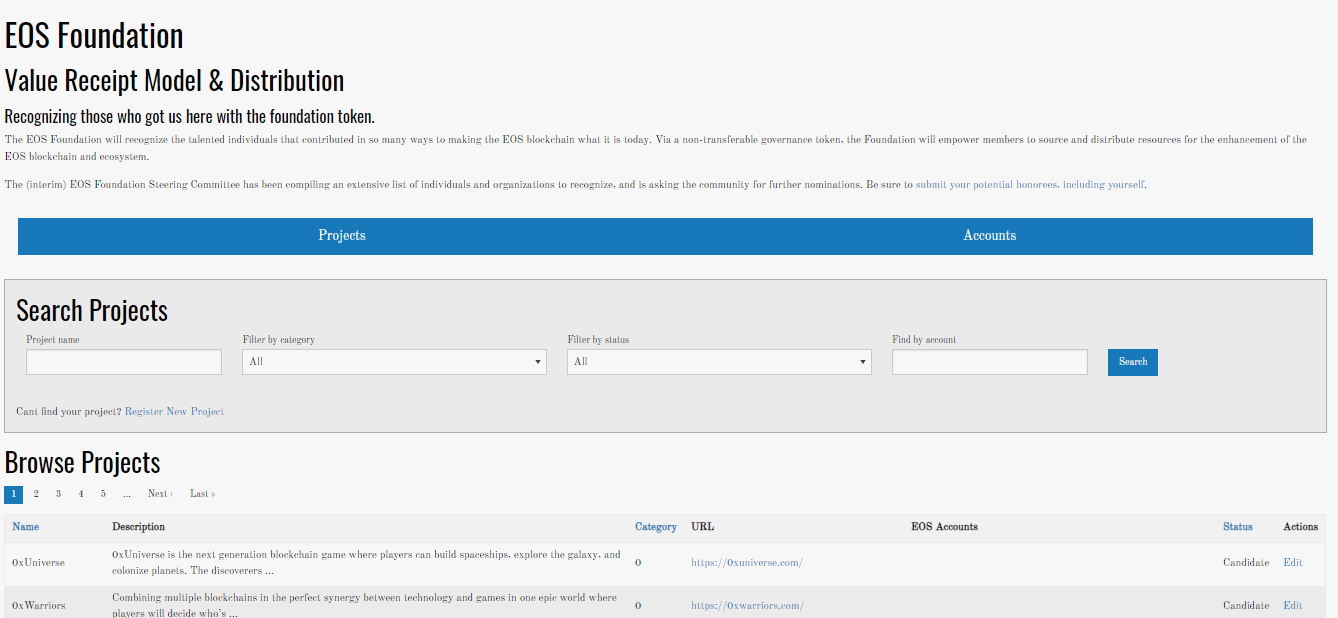 EOS Foundation
Value Receipt Model & Distribution
Recognizing those who got us here with the foundation token.
The EOS Foundation will recognize the talented individuals that contributed in so many ways to making the EOS blockchain what it is today. Via a non-transferable governance token, the Foundation will empower members to source and distribute resources for the enhancement of the
EOS blockchain and ecosystem.
The (interim) EOS Foundation Steering Committee has been compiling an extensive list of individuals and organizations to recognize, and is asking the community for further nominations. Be sure to submit your potential honorees, including yourself.
Projects Accounts
Search Projects
Project name Filter by category Filter by status Find by account
All All Search
Cant find your project? Register New Project
Browse Projects
1 2 3 4 5 ... Next › Last »
Name Description Category URL EOS Accounts Status Actions
0xUniverse is the next generation blockchain game where players can build spaceships, explore the galaxy, and
0xUniverse 0 https://0xuniverse.com/ Candidate Edit
colonize planets. The discoverers ...
Combining multiple blockchains in the perfect synergy between technology and games in one epic world where
0xWarriors 0 https://0xwarriors.com/ Candidate Edit
players will decide who's ...